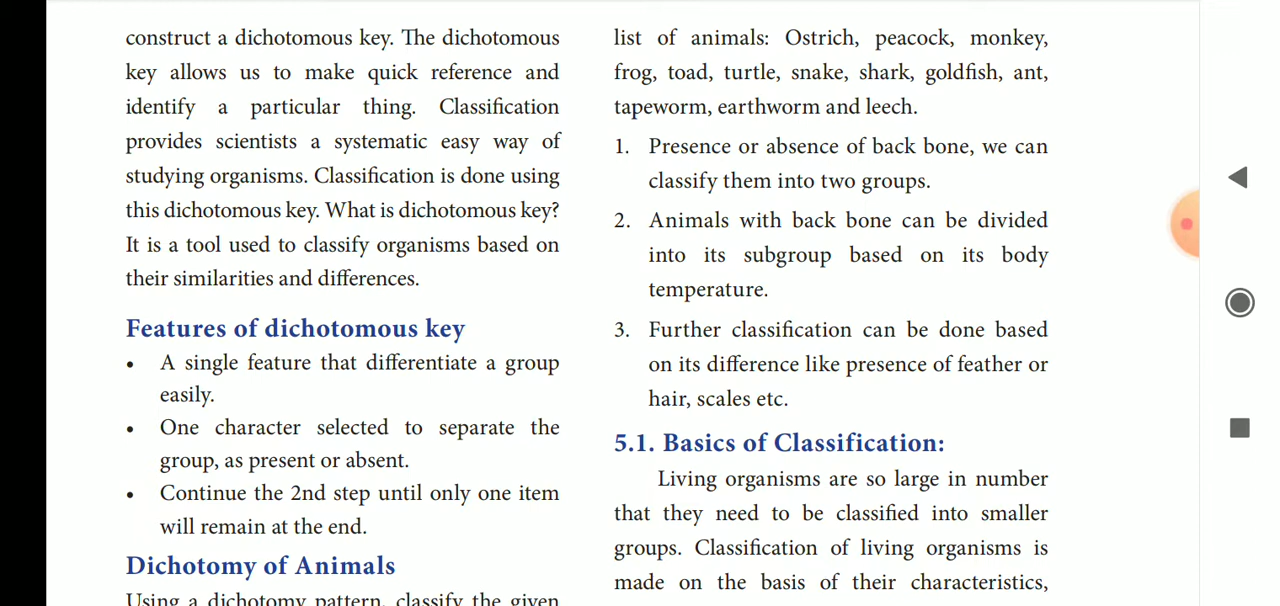 construct a dichotomous key. The dichotomous
key allows us to make quick reference and
identify a particular thing. Classification
provides scientists a systematic easy way of
studying organisms. Classification is done using
this dichotomous key. What is dichotomous key?
It is a tool used to classify organisms based on
their similarities and differences.
Features of dichotomous key
• A single feature that differentiate a group
easily.
• One character selected to separate the
group, as present or absent.
• Continue the 2nd step until only one item
will remain at the end.
Dichotomy of Animals
Using a dichotomy pattern, classify the given
list of animals: Ostrich, peacock, monkey,
frog, toad, turtle, snake, shark, goldfish, ant,
tapeworm, earthworm and leech.
1. Presence or absence of back bone, we can
classify them into two groups.
2. Animals with back bone can be divided
into its subgroup based on its body
temperature.
3. Further classification can be done based
on its difference like presence of feather or
hair, scales etc.
5.1. Basics of Classification:
Living organisms are so large in number
that they need to be classified into smaller
groups. Classification of living organisms is
made on the basis of their characteristics,